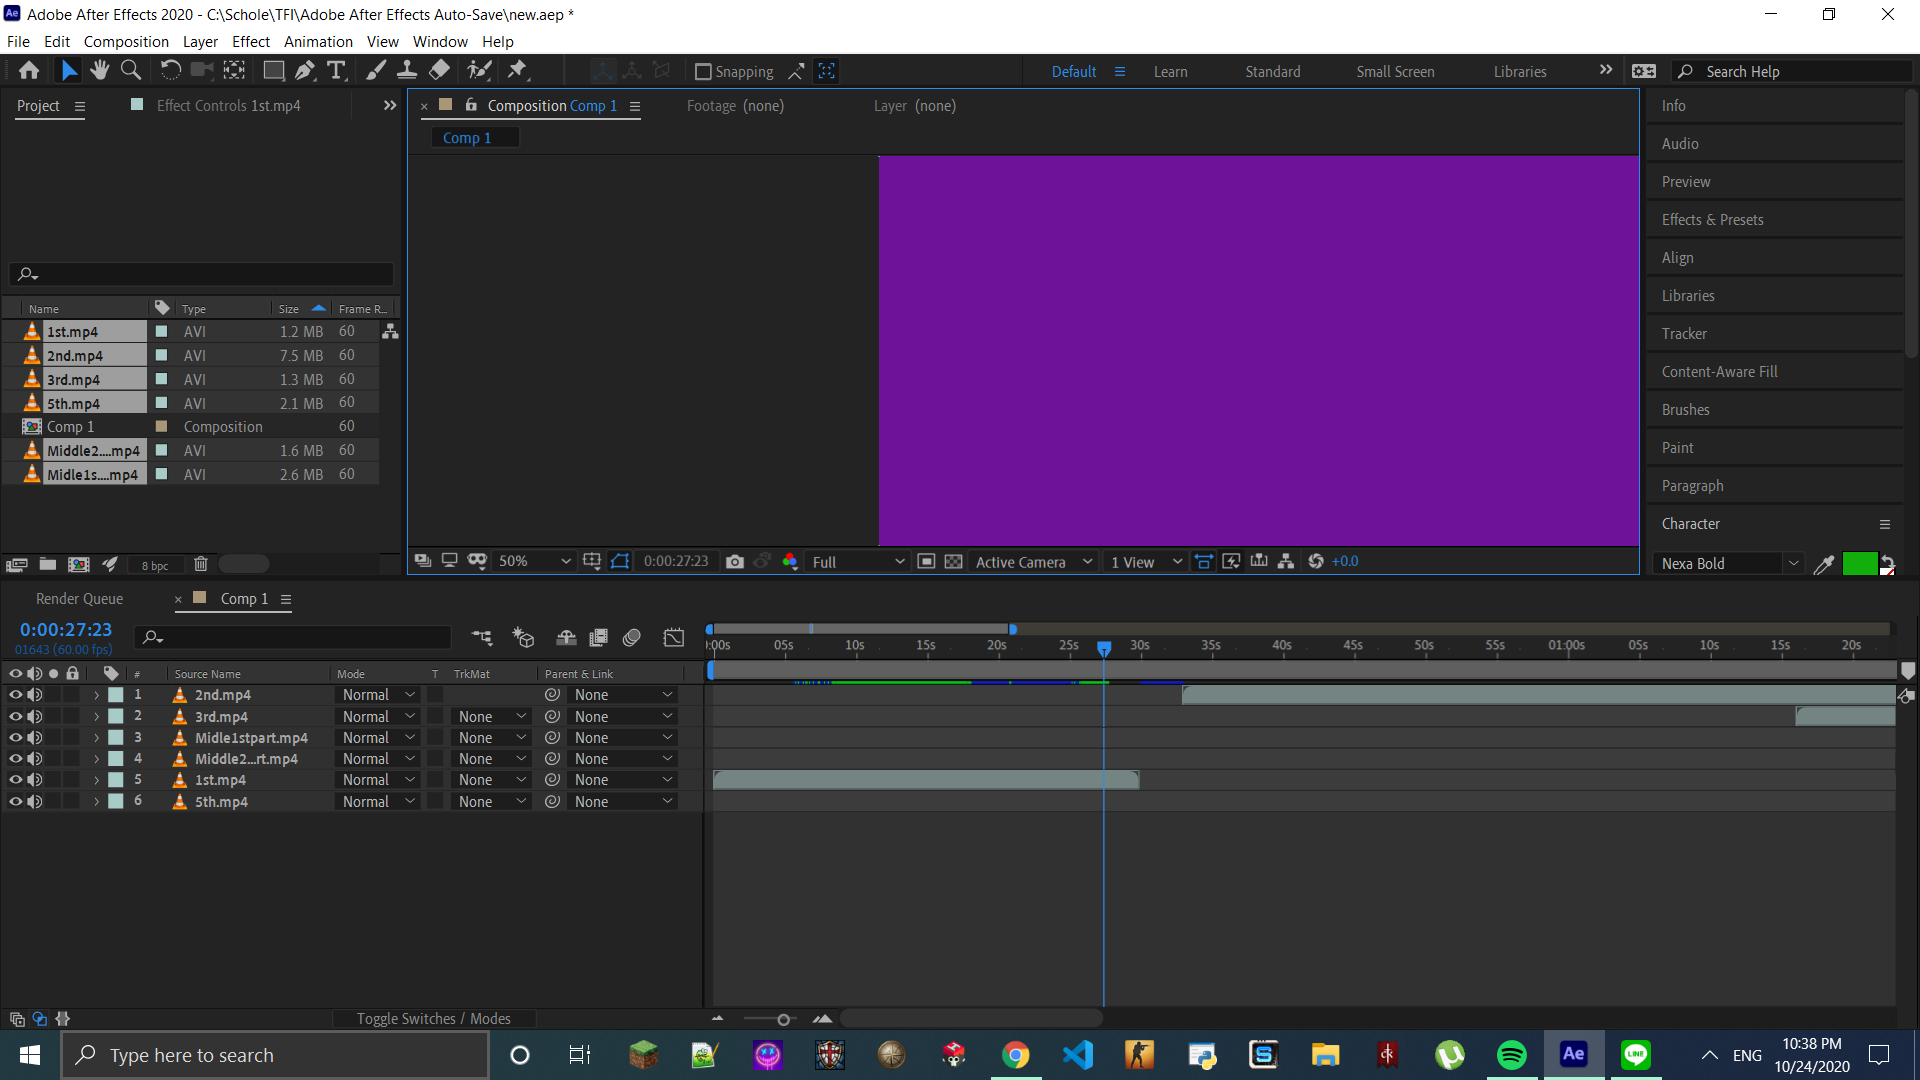 Adobe After Effects 2020 - C:\Schole\TFI\Adobe After Effects Auto-Save\new.aep *
File Edit Composition Layer Effect Animation View Window Help
Snapping Default Learn Standard Small Screen Libraries Search Help
Project Effect Controls 1st.mp4
Composition Comp 1 Footage (none) Layer (none)
Comp 1
Name Type Size Frame R...
1st.mp4 AVI 1.2 MB 60
2nd.mp4 AVI 7.5 MB 60
3rd.mp4 AVI 1.3 MB 60
5th.mp4 AVI 2.1 MB 60
Comp 1 Composition 60
Middle2....mp4 AVI 1.6 MB 60
Midle1s....mp4 AVI 2.6 MB 60
8 bpc
50% 0:00:27:23 Full Active Camera 1 View +0.0
Info
Audio
Preview
Effects & Presets
Align
Libraries
Tracker
Content-Aware Fill
Brushes
Paint
Paragraph
Character
Nexa Bold
Render Queue Comp 1
0:00:27:23
01643 (60.00 fps)
):00s 05s 10s 15s 20s 25s 30s 35s 40s 45s 50s 55s 01:00s 05s 10s 15s 20s
# Source Name Mode T TrkMat Parent & Link
1 2nd.mp4 Normal None
2 3rd.mp4 Normal None None
3 Midle1stpart.mp4 Normal None None
4 Middle2...rt.mp4 Normal None None
5 1st.mp4 Normal None None
6 5th.mp4 Normal None None
Toggle Switches / Modes
Type here to search
Ae
LINE
ENG
10:38 PM
10/24/2020